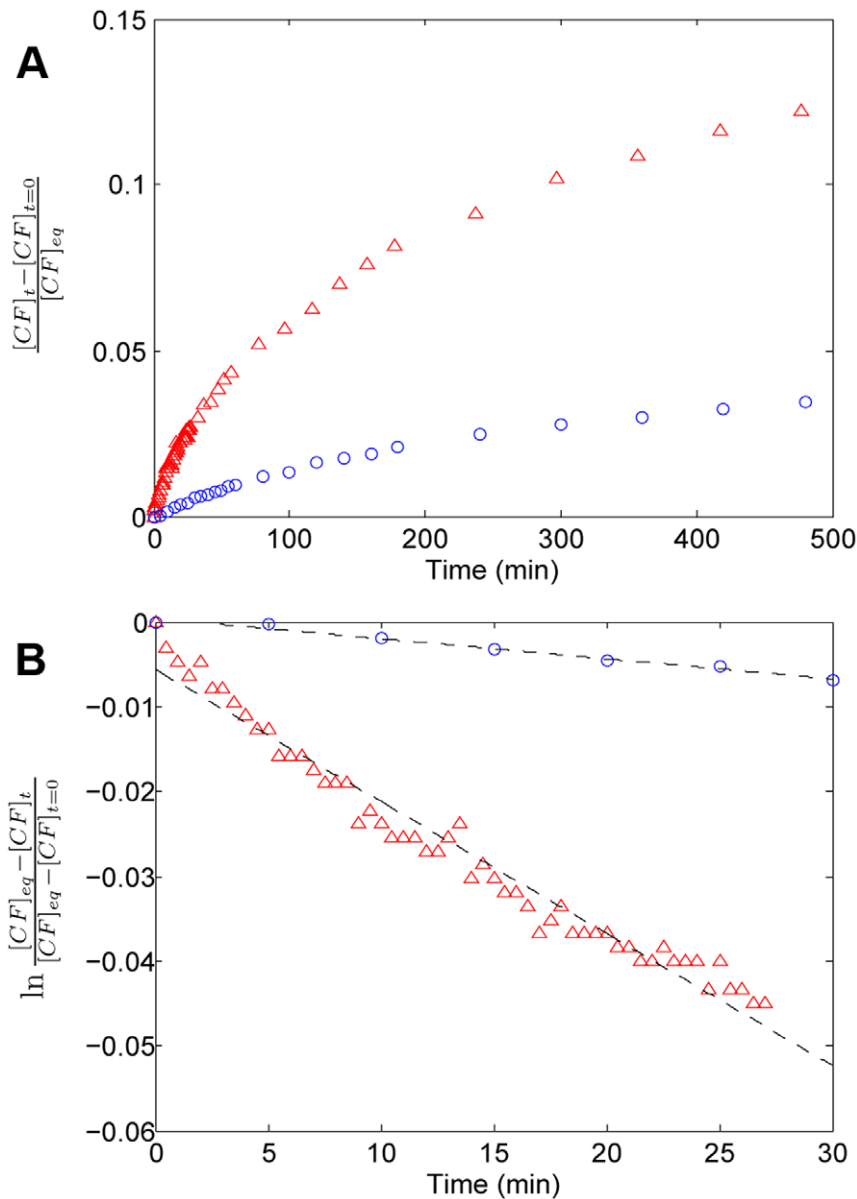 A
0.15
0.1
0.05
0
[CF]t−[CF]t=0
[CF]eq
0 100 200 300 400 500
Time (min)
B
0
−0.01
−0.02
−0.03
−0.04
−0.05
−0.06
ln [CF]eq−[CF]t
[CF]eq−[CF]t=0
0 5 10 15 20 25 30
Time (min)